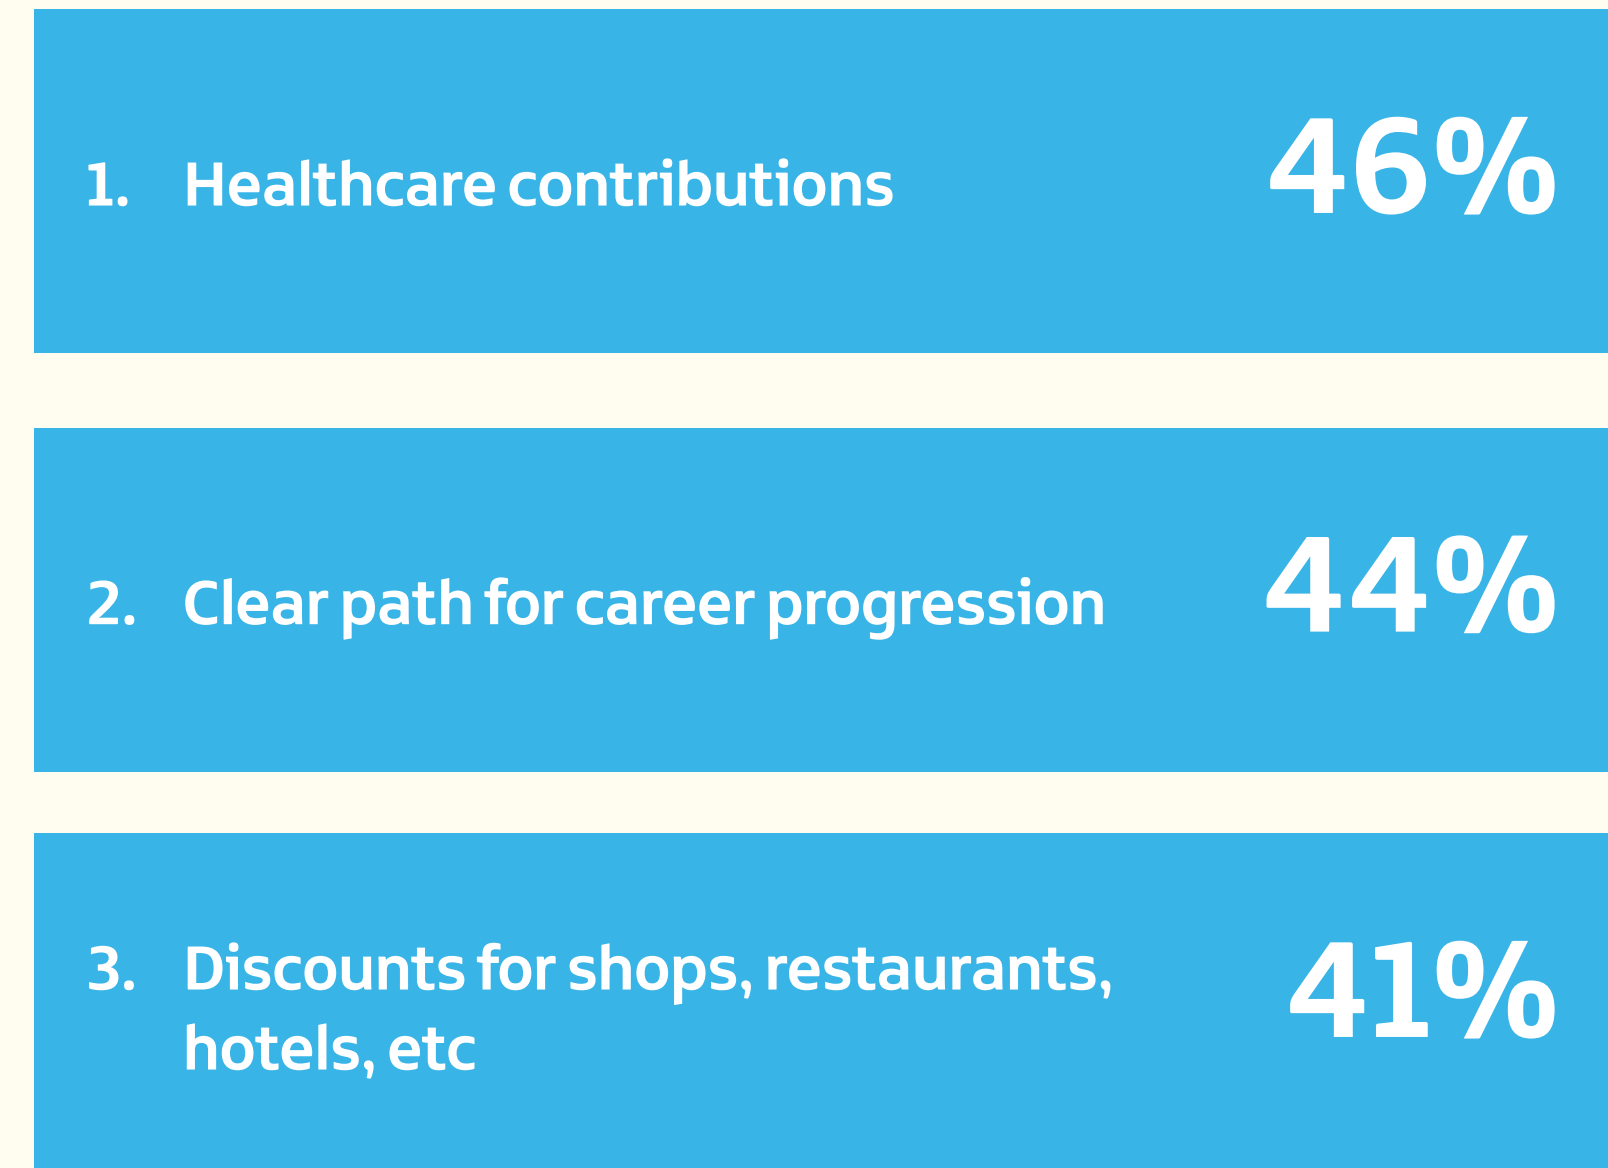 1. Healthcare contributions 46%
2. Clear path for career progression 44%
3. Discounts for shops, restaurants, 41%
hotels, etc